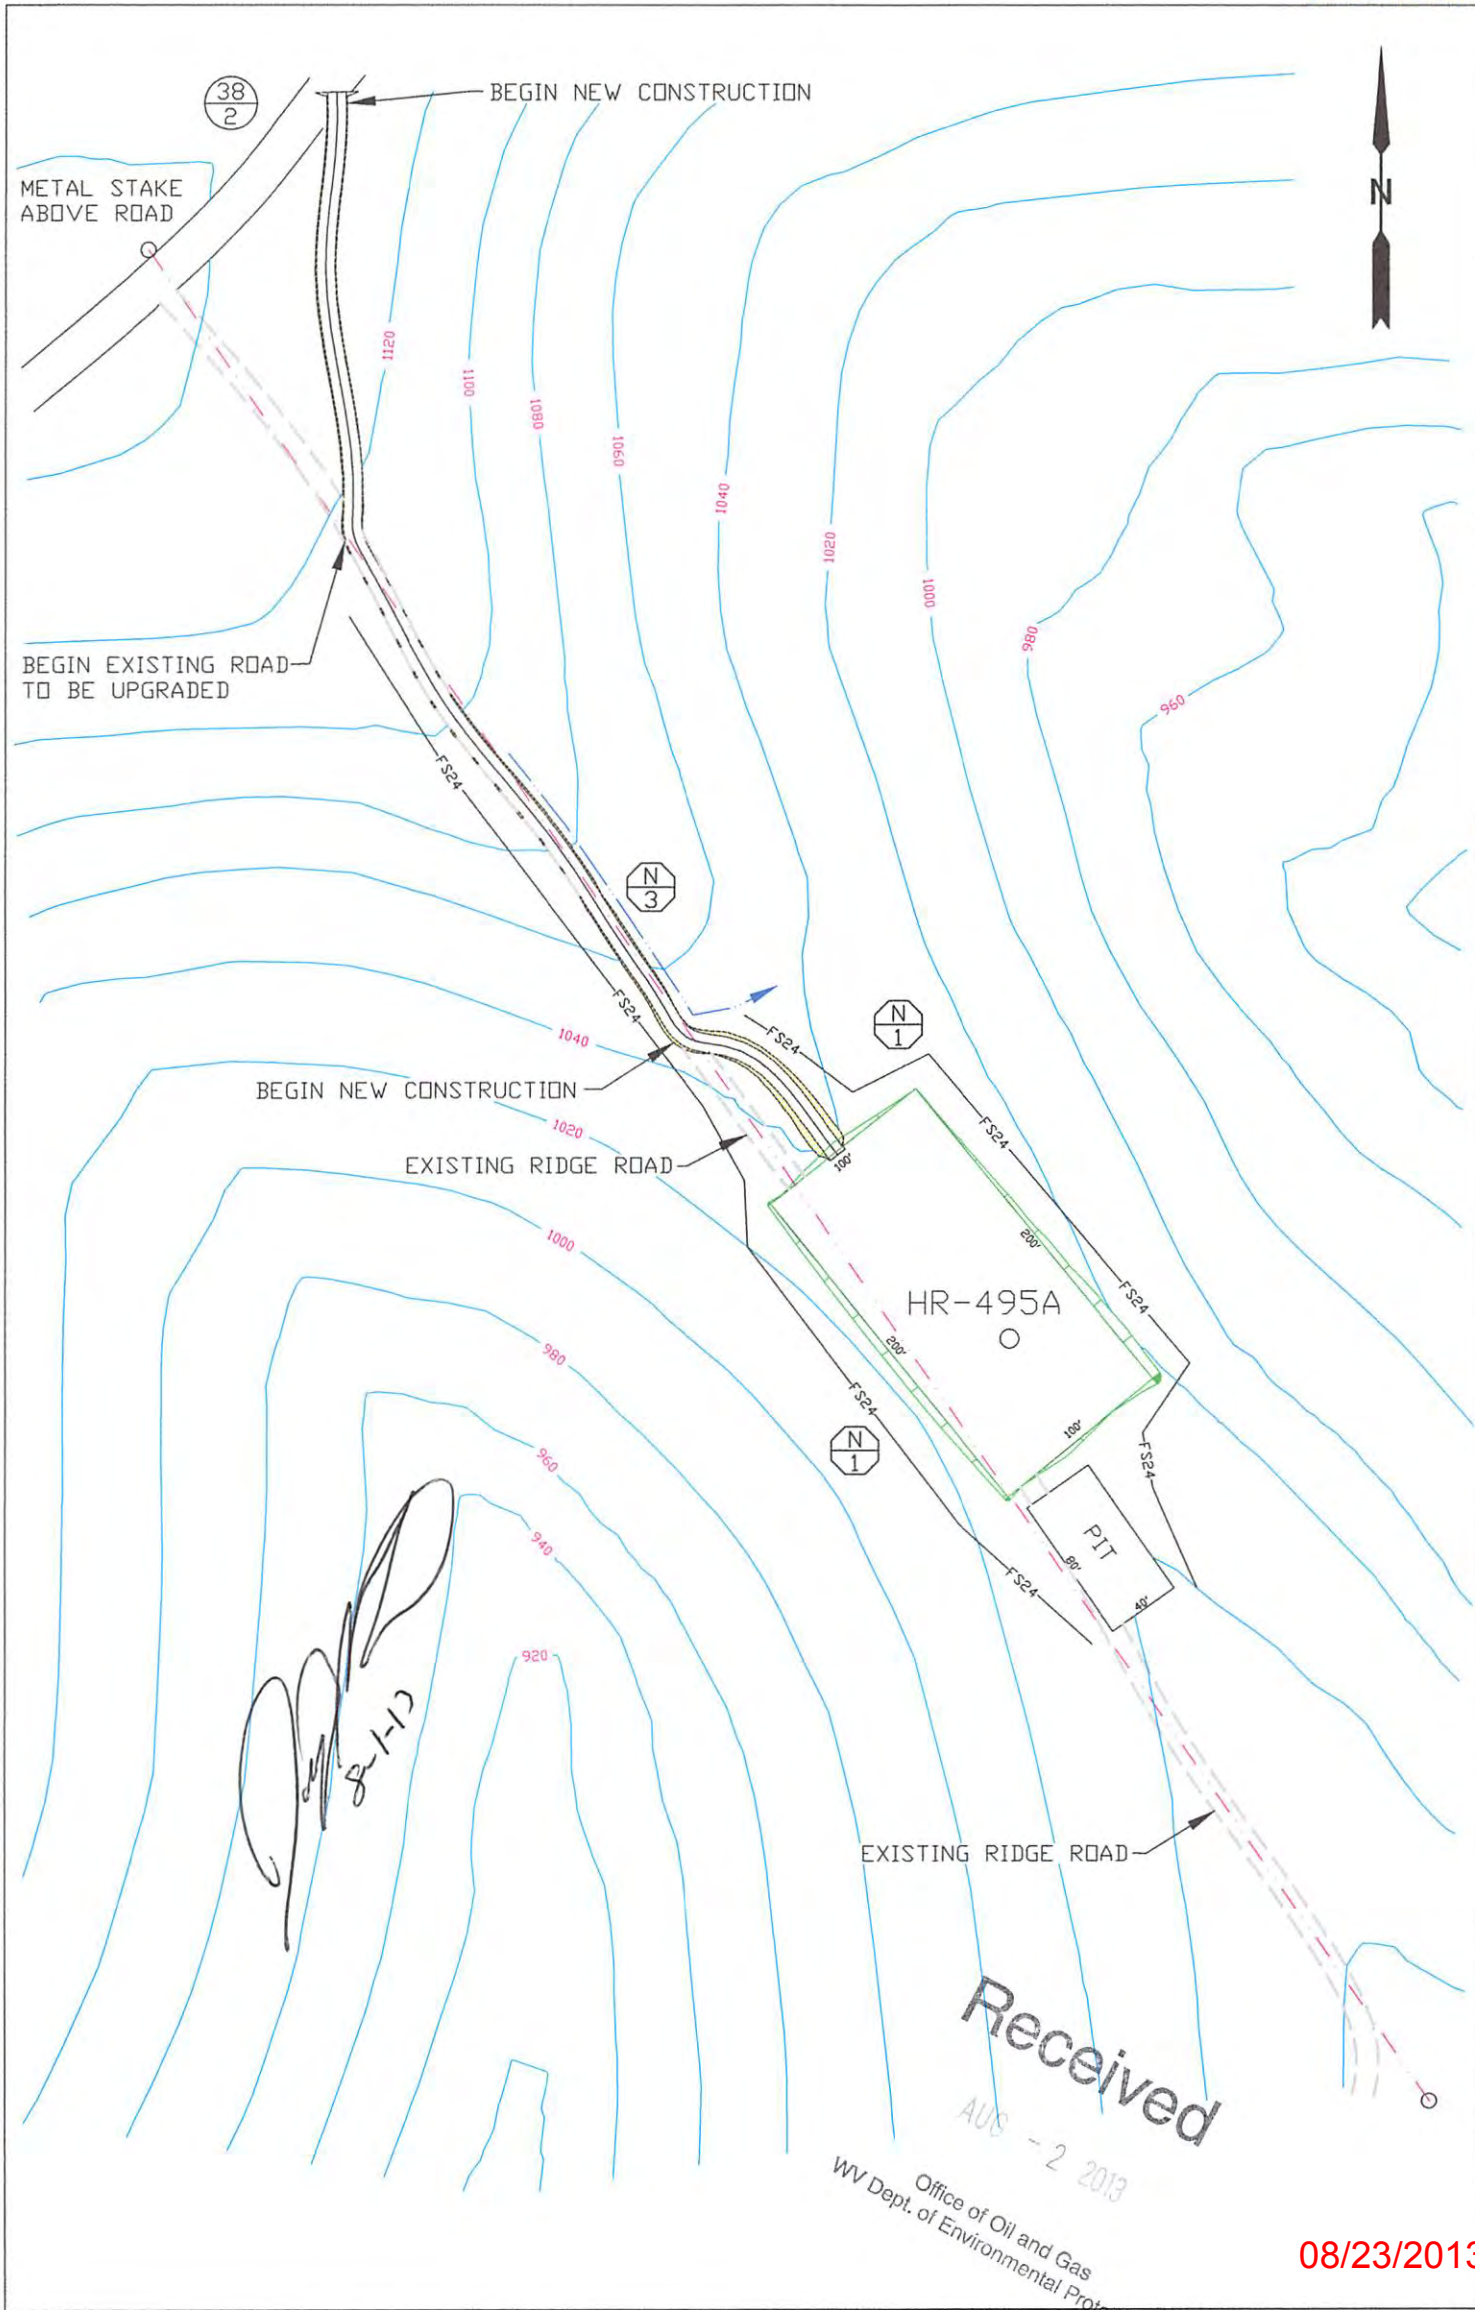 38
2
BEGIN NEW CONSTRUCTION
METAL STAKE
ABOVE ROAD
N
1120
1100
1080
1060
1040
1020
1000
980
960
BEGIN EXISTING ROAD
TO BE UPGRADED
FS24
N
3
FS24
1040
FS24
N
1
BEGIN NEW CONSTRUCTION
1020
FS24
EXISTING RIDGE ROAD
100'
1000
200'
HR-495A
FS24
980
200'
FS24
100'
N
1
FS24
960
940
PIT
80'
FS24
40'
920
8-1-13
EXISTING RIDGE ROAD
Received
AUG - 2 2013
Office of Oil and Gas
WV Dept. of Environmental Prote
08/23/2013